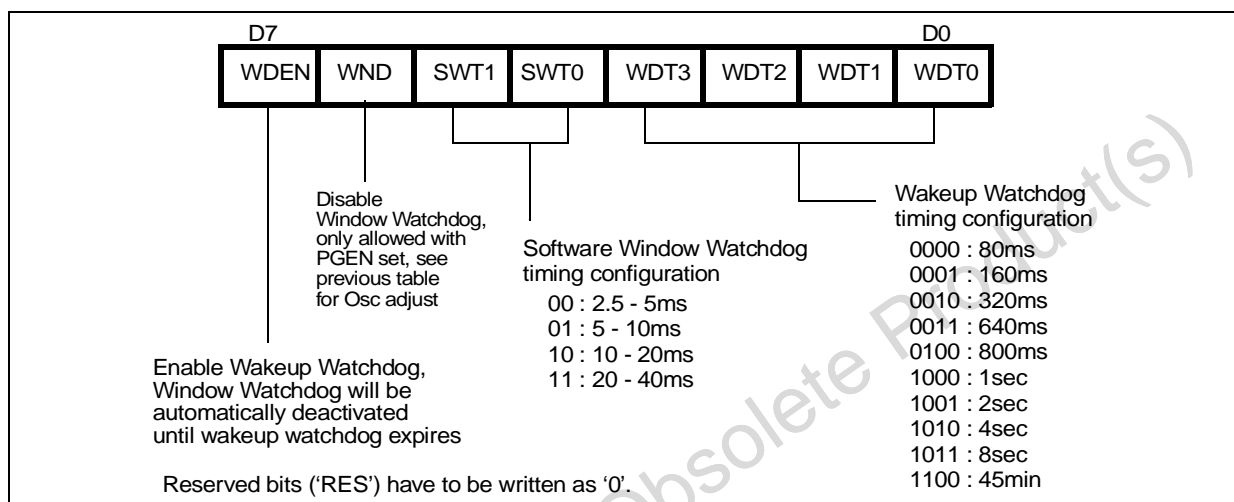 D7 D0
WDEN WND SWT1 SWT0 WDT3 WDT2 WDT1 WDT0
Disable
Window Watchdog,
only allowed with
PGEN set, see
previous table
for Osc adjust
Software Window Watchdog
timing configuration
00 : 2.5 - 5ms
01 : 5 - 10ms
10 : 10 - 20ms
11 : 20 - 40ms
Wakeup Watchdog
timing configuration
0000 : 80ms
0001 : 160ms
0010 : 320ms
0011 : 640ms
0100 : 800ms
1000 : 1sec
1001 : 2sec
1010 : 4sec
1011 : 8sec
1100 : 45min
Enable Wakeup Watchdog,
Window Watchdog will be
automatically deactivated
until wakeup watchdog expires
Reserved bits ('RES') have to be written as '0'.
Obsolete Product(s)